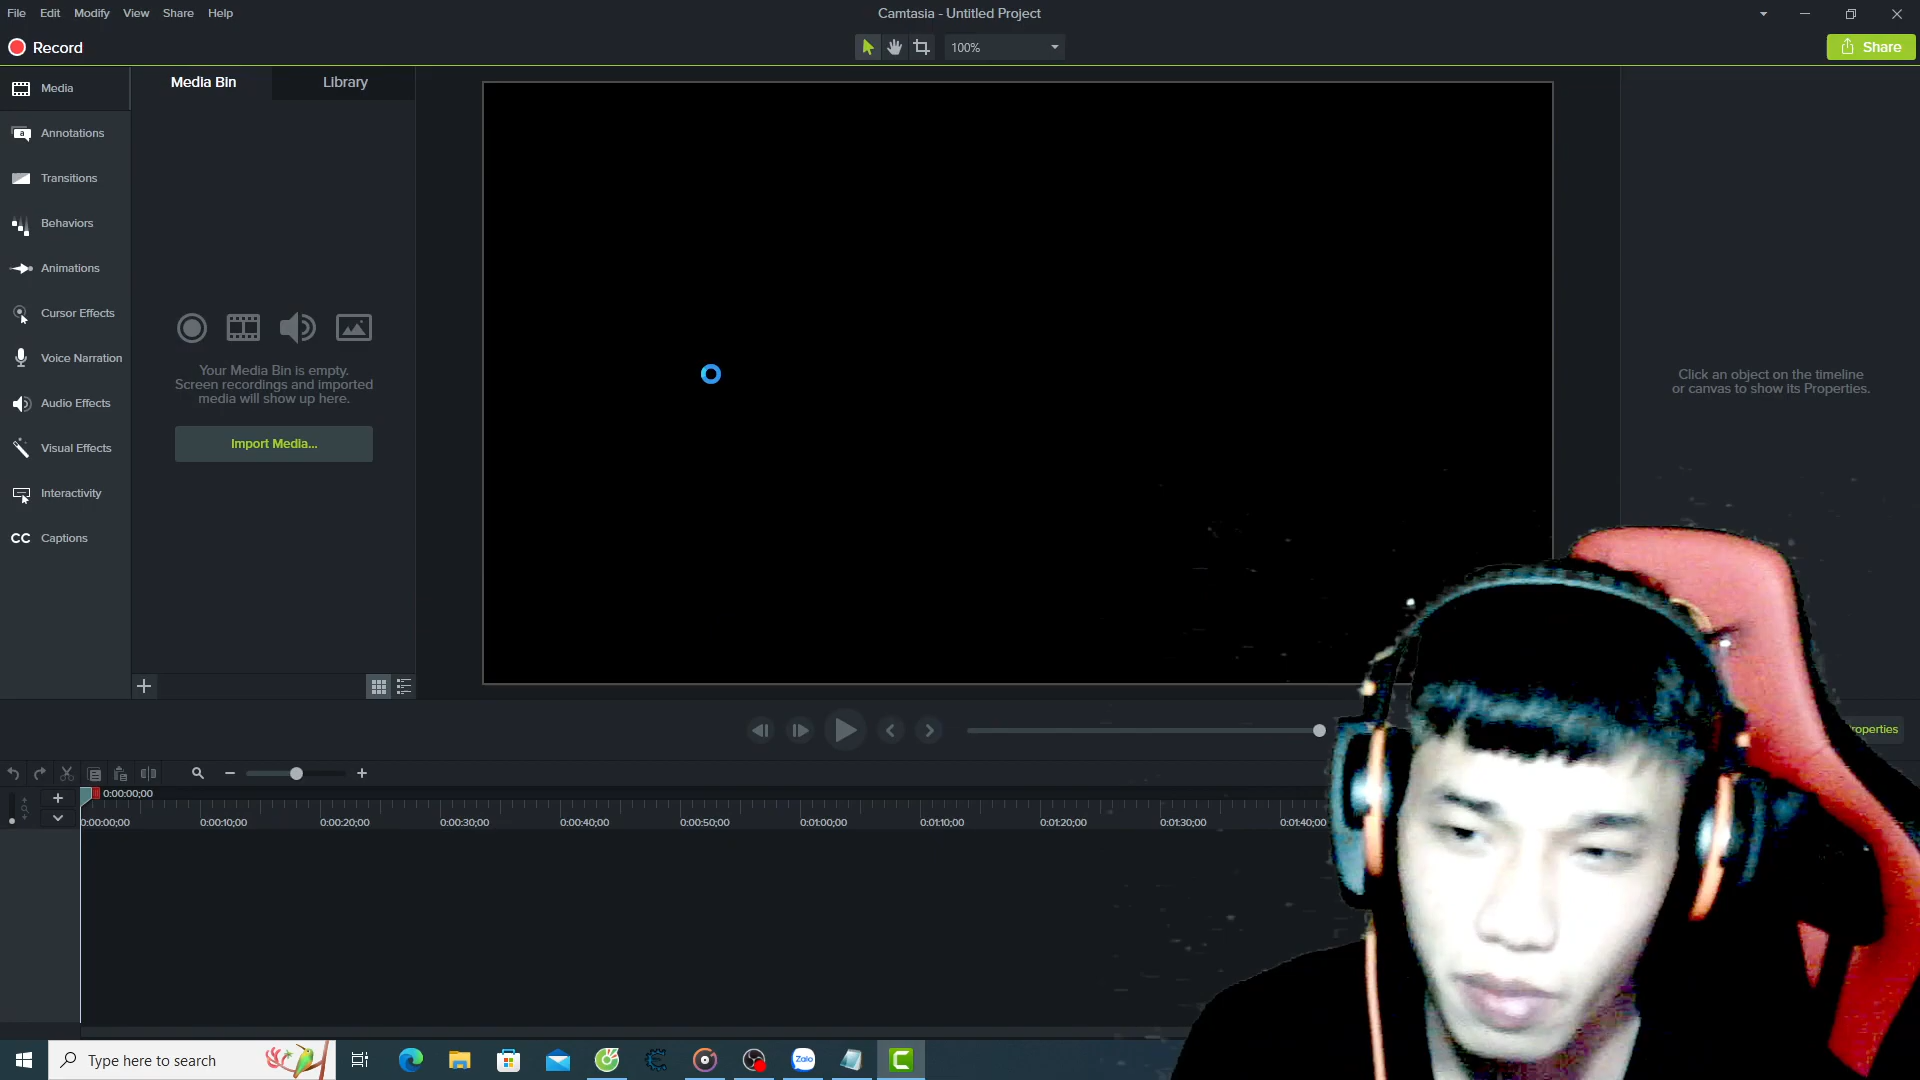 File Edit Modify View Share Help
Camtasia - Untitled Project
Record
100%
Share
Media
Media Bin
Library
Annotations
Transitions
Behaviors
Animations
Cursor Effects
Voice Narration
Audio Effects
Visual Effects
Interactivity
CC Captions
Your Media Bin is empty.
Screen recordings and imported
media will show up here.
Import Media...
Click an object on the timeline
or canvas to show its Properties.
roperties
0:00:00;00
0:00:00;00 0:00:10;00 0:00:20;00 0:00:30;00 0:00:40;00 0:00:50;00 0:01:00;00 0:01:10;00 0:01:20;00 0:01:30;00 0:01:40;00
Type here to search
Zalo